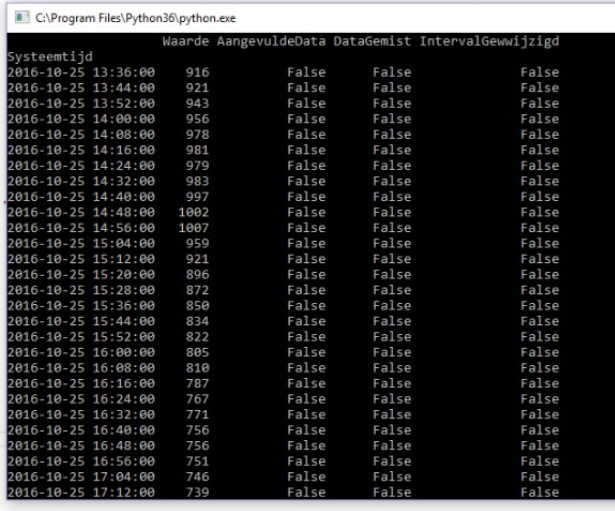 C:\Program Files\Python36\python.exe
Waarde AangevuldeData DataGemist IntervalGewwijzigd
Systeemtijd
2016-10-25 13:36:00 916 False False False
2016-10-25 13:44:00 921 False False False
2016-10-25 13:52:00 943 False False False
2016-10-25 14:00:00 956 False False False
2016-10-25 14:08:00 978 False False False
2016-10-25 14:16:00 981 False False False
2016-10-25 14:24:00 979 False False False
2016-10-25 14:32:00 983 False False False
2016-10-25 14:40:00 997 False False False
2016-10-25 14:48:00 1002 False False False
2016-10-25 14:56:00 1007 False False False
2016-10-25 15:04:00 959 False False False
2016-10-25 15:12:00 921 False False False
2016-10-25 15:20:00 896 False False False
2016-10-25 15:28:00 872 False False False
2016-10-25 15:36:00 850 False False False
2016-10-25 15:44:00 834 False False False
2016-10-25 15:52:00 822 False False False
2016-10-25 16:00:00 805 False False False
2016-10-25 16:08:00 810 False False False
2016-10-25 16:16:00 787 False False False
2016-10-25 16:24:00 767 False False False
2016-10-25 16:32:00 771 False False False
2016-10-25 16:40:00 756 False False False
2016-10-25 16:48:00 756 False False False
2016-10-25 16:56:00 751 False False False
2016-10-25 17:04:00 746 False False False
2016-10-25 17:12:00 739 False False False